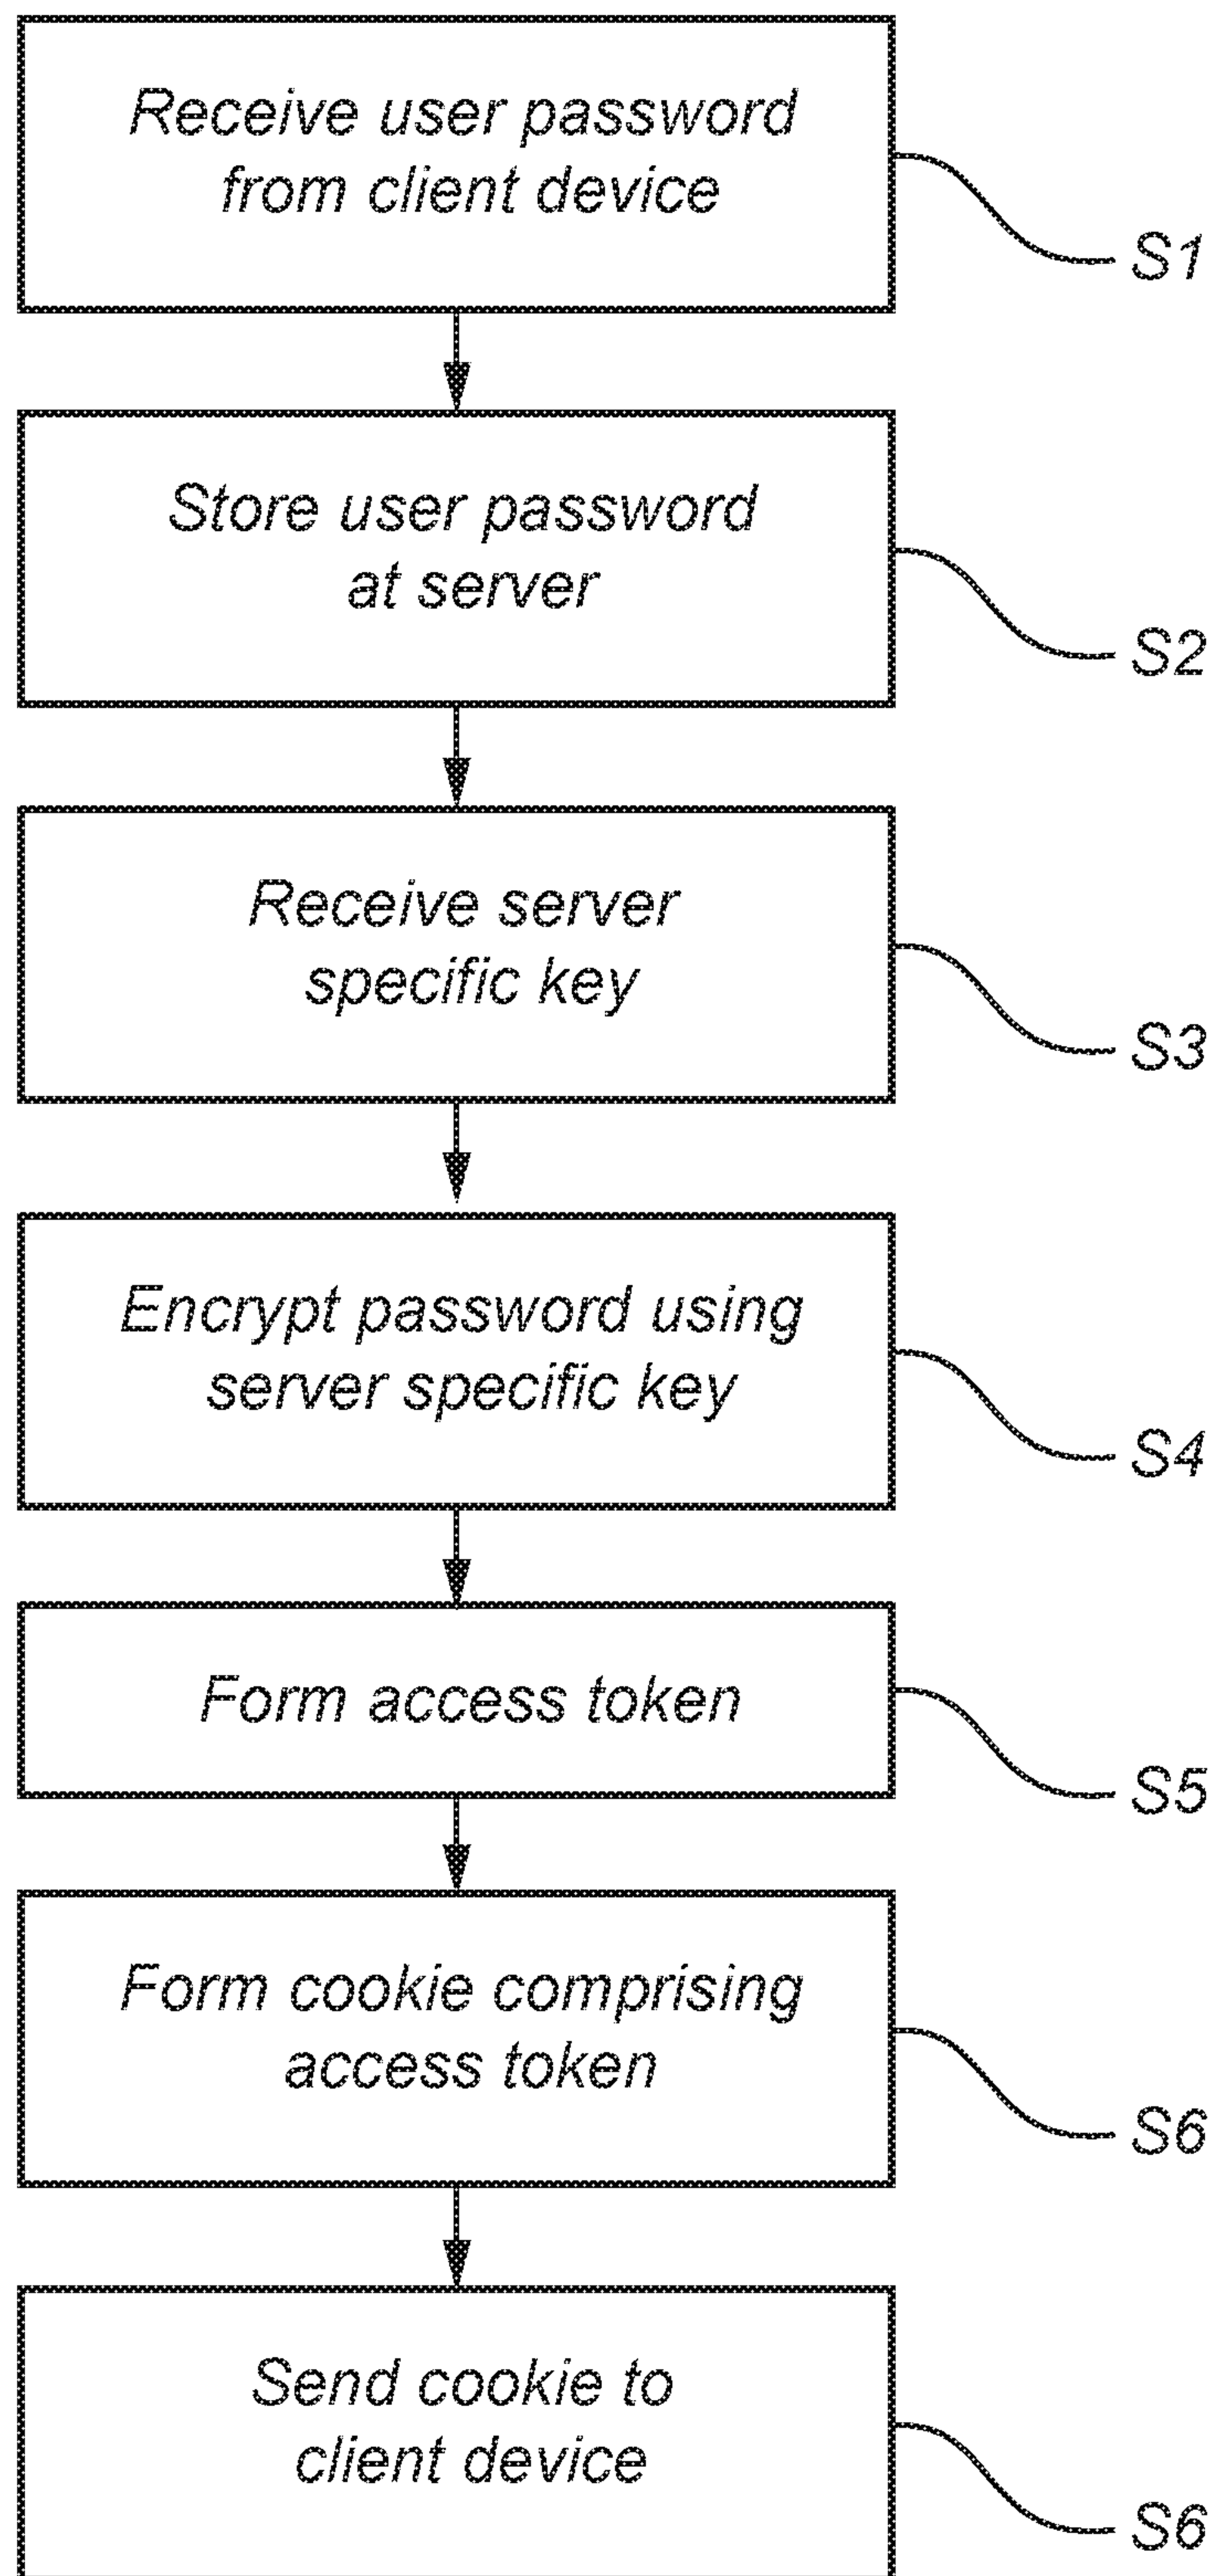 Receive user password
from client device
S1
Store user password
at server
S2
Receive server
specific key
S3
Encrypt password using
server specific key
S4
Form access token
S5
Form cookie comprising
access token
S6
Send cookie to
client device
S6